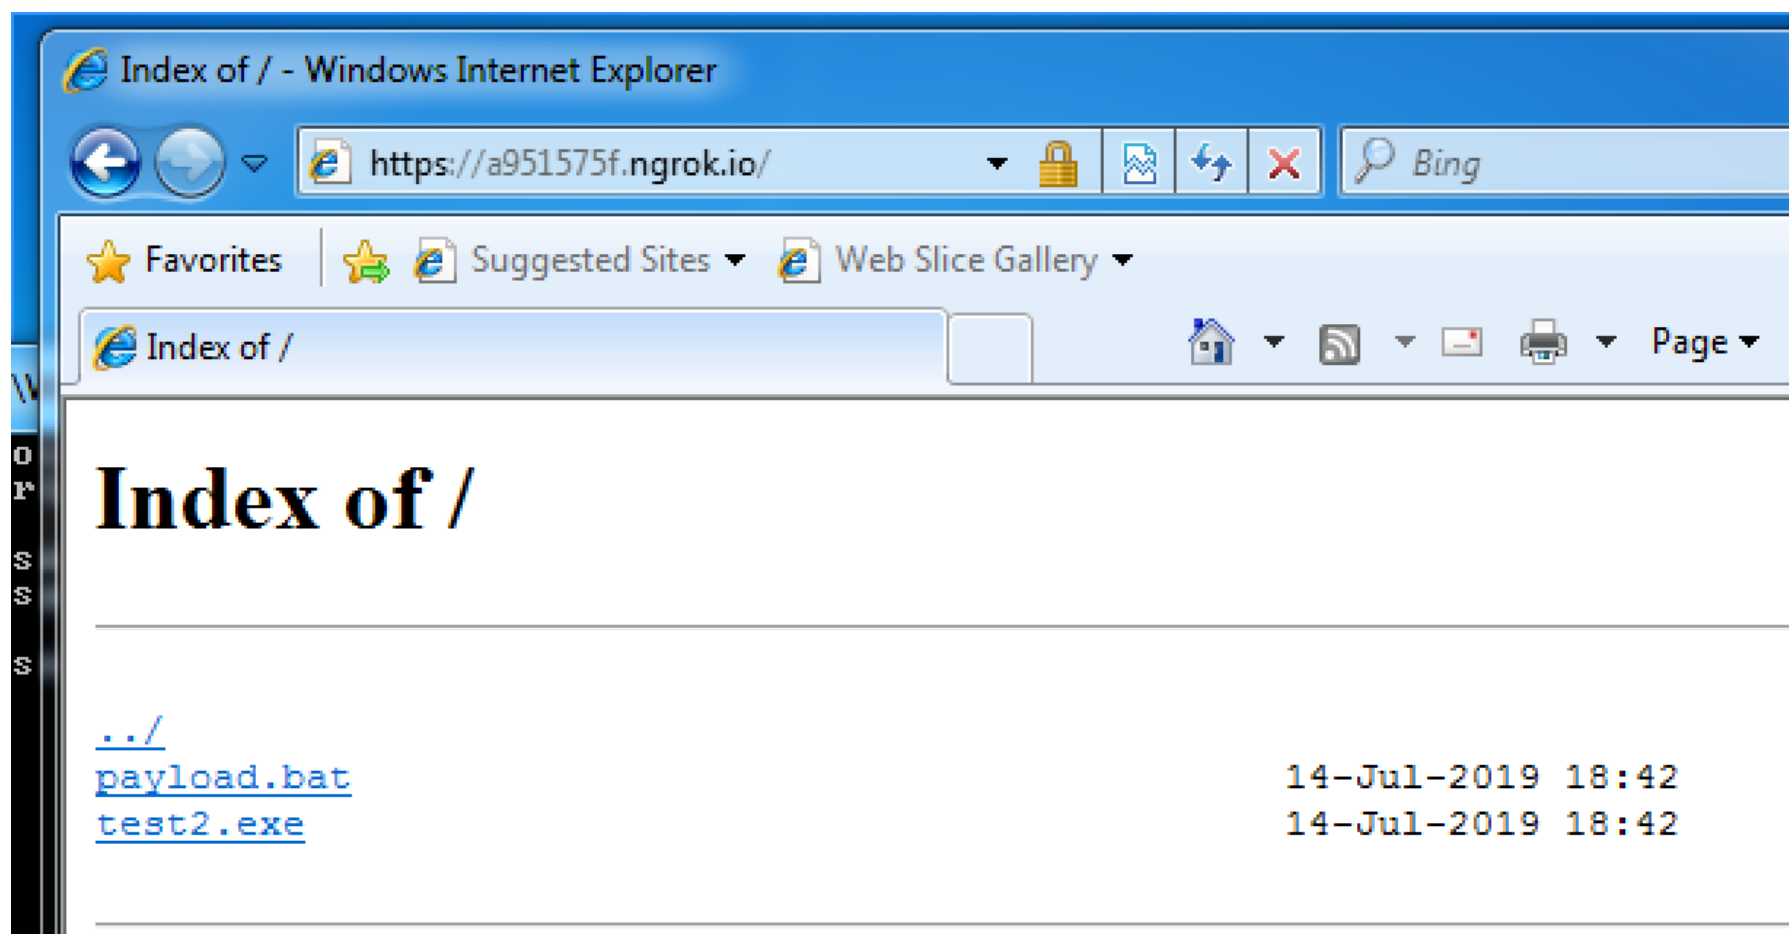 Index of / - Windows Internet Explorer
https://a951575f.ngrok.io/ Bing
Favorites Suggested Sites Web Slice Gallery
Index of / Page
Index of /
o
r
s
s
s
../
payload.bat 14-Jul-2019 18:42
test2.exe 14-Jul-2019 18:42